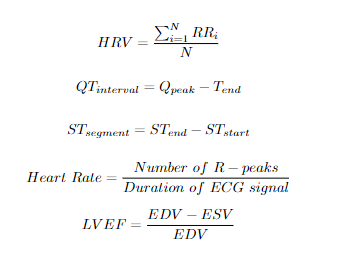 HRV = \frac{\sum_{i=1}^{N} RR_i}{N}
QT_{interval} = Q_{peak} - T_{end}
ST_{segment} = ST_{end} - ST_{start}
Heart Rate = \frac{Number of R - peaks}{Duration of ECG signal}
LVEF = \frac{EDV - ESV}{EDV}